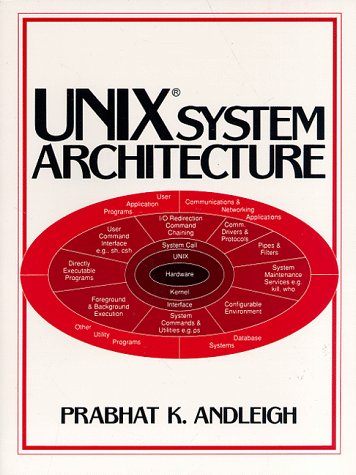 UNIX® SYSTEM
ARCHITECTURE
User
Application
Programs
Communications &
Networking
Applications
I/O Redirection
Command
Chaining
User
Command
Interface
e.g., sh, csh
Comm.
Drivers &
Protocols
System Call
Pipes &
Filters
UNIX
Directly
Executable
Programs
Hardware
System
Maintenance
Services e.g.
kill, who
Kernel
Foreground
& Background
Execution
Interface
Configurable
Environment
System
Commands &
Utilities e.g. ps
Other
Utility
Programs
Database
Systems
PRABHAT K. ANDLEIGH